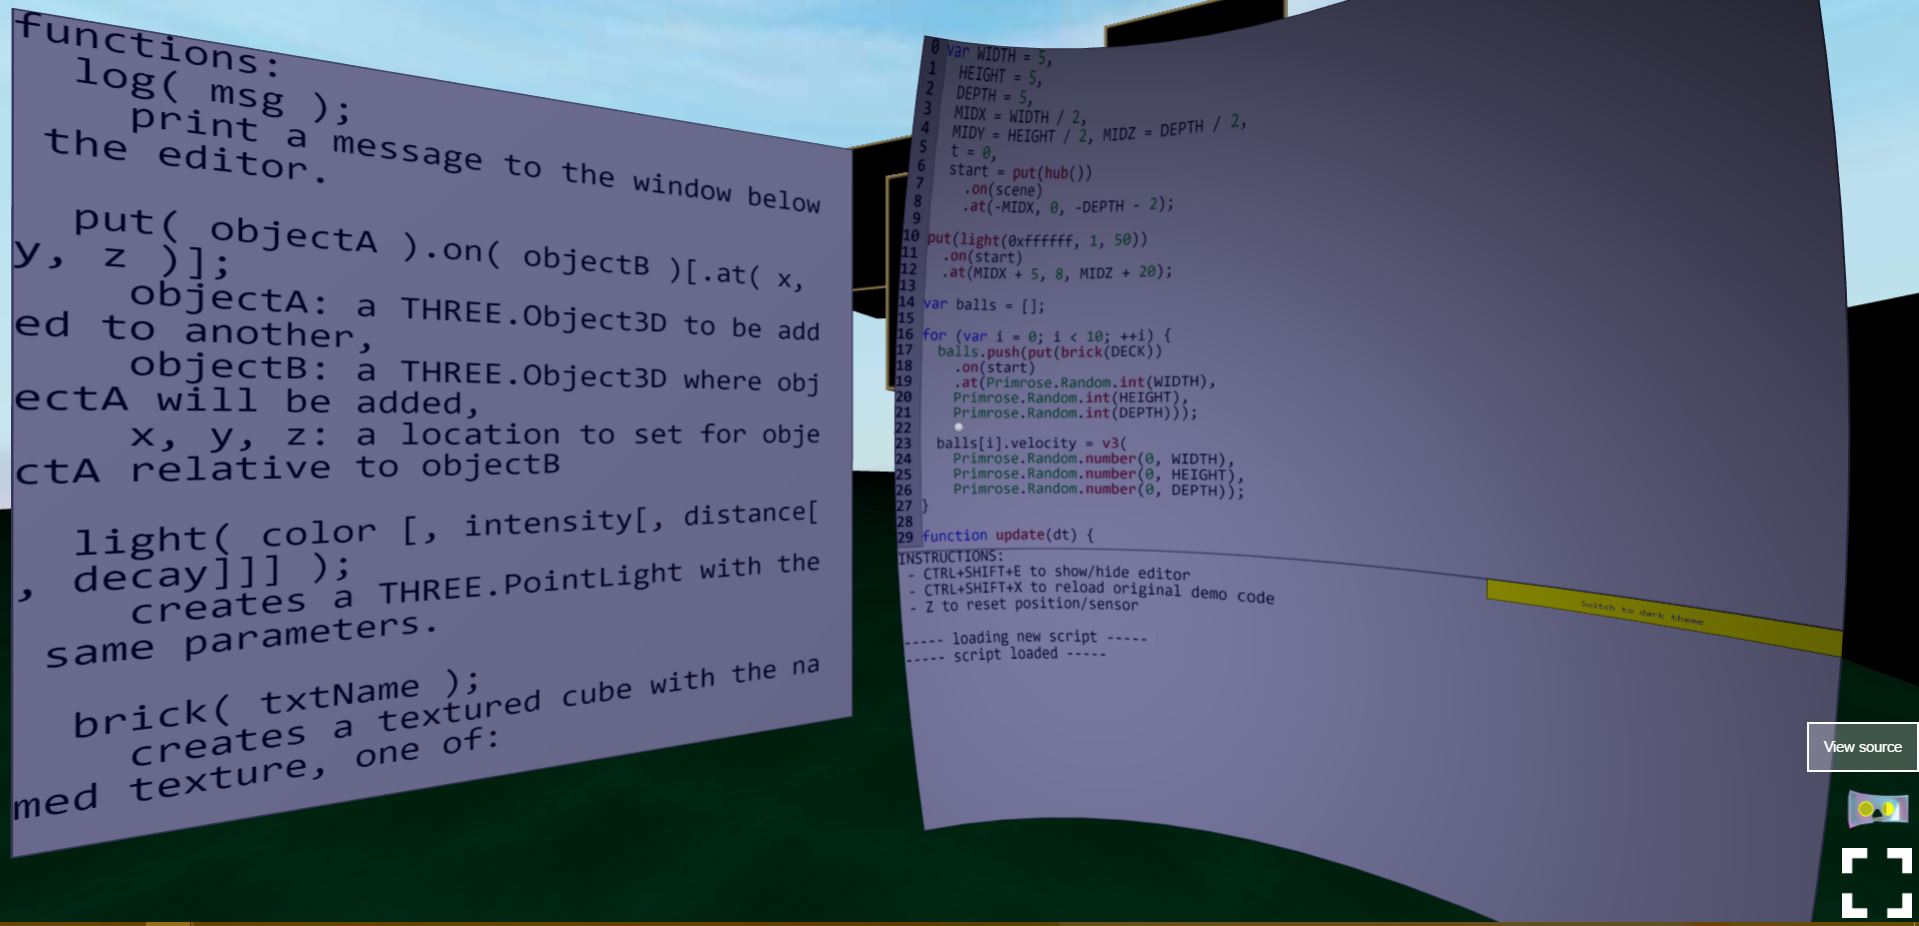 functions:
log( msg );
print a message to the window below
the editor.
put( objectA ).on( objectB )[.at( x,
y, z )];
objectA: a THREE.Object3D to be add
ed to another,
objectB: a THREE.Object3D where obj
ectA will be added,
x, y, z: a location to set for obje
ctA relative to objectB
light( color [, intensity[, distance[
, decay]]] );
creates a THREE.PointLight with the
same parameters.
brick( txtName );
creates a textured cube with the na
med texture, one of:
0 var WIDTH = 5,
1 HEIGHT = 5,
2 DEPTH = 5,
3 MIDX = WIDTH / 2,
4 MIDY = HEIGHT / 2, MIDZ = DEPTH / 2,
5 t = 0,
6 start = put(hub())
7 .on(scene)
8 .at(-MIDX, 0, -DEPTH - 2);
9
10 put(light(0xffffff, 1, 50))
11 .on(start)
12 .at(MIDX + 5, 8, MIDZ + 20);
13
14 var balls = [];
15
16 for (var i = 0; i < 10; ++i) {
17 balls.push(put(brick(DECK))
18 .on(start)
19 .at(Primrose.Random.int(WIDTH),
20 Primrose.Random.int(HEIGHT),
21 Primrose.Random.int(DEPTH)));
22
23 balls[i].velocity = v3(
24 Primrose.Random.number(0, WIDTH),
25 Primrose.Random.number(0, HEIGHT),
26 Primrose.Random.number(0, DEPTH));
27 }
28
29 function update(dt) {
INSTRUCTIONS:
- CTRL+SHIFT+E to show/hide editor
- CTRL+SHIFT+X to reload original demo code
- Z to reset position/sensor
----- loading new script -----
----- script loaded -----
Switch to dark theme
View source